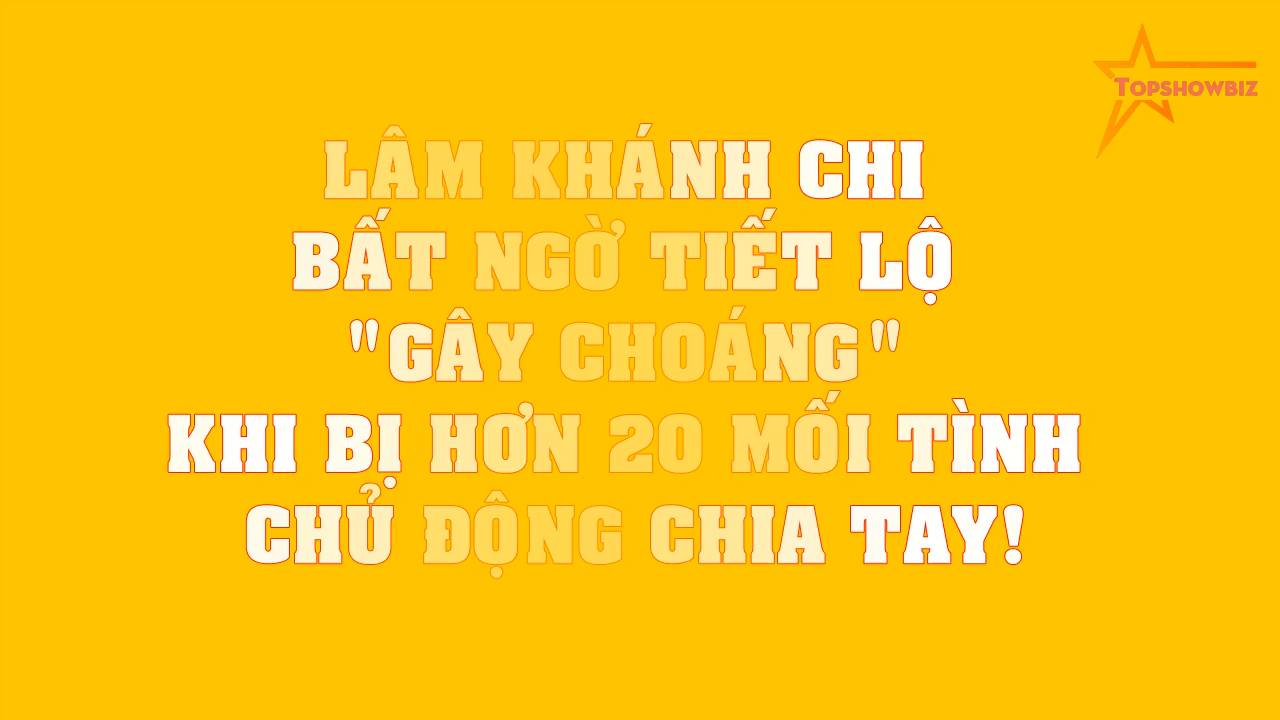 TOPSHOWBIZ
LÂM KHÁNH CHI
BẤT NGỜ TIẾT LỘ
"GÂY CHOÁNG"
KHI BỊ HƠN 20 MỐI TÌNH
CHỦ ĐỘNG CHIA TAY!